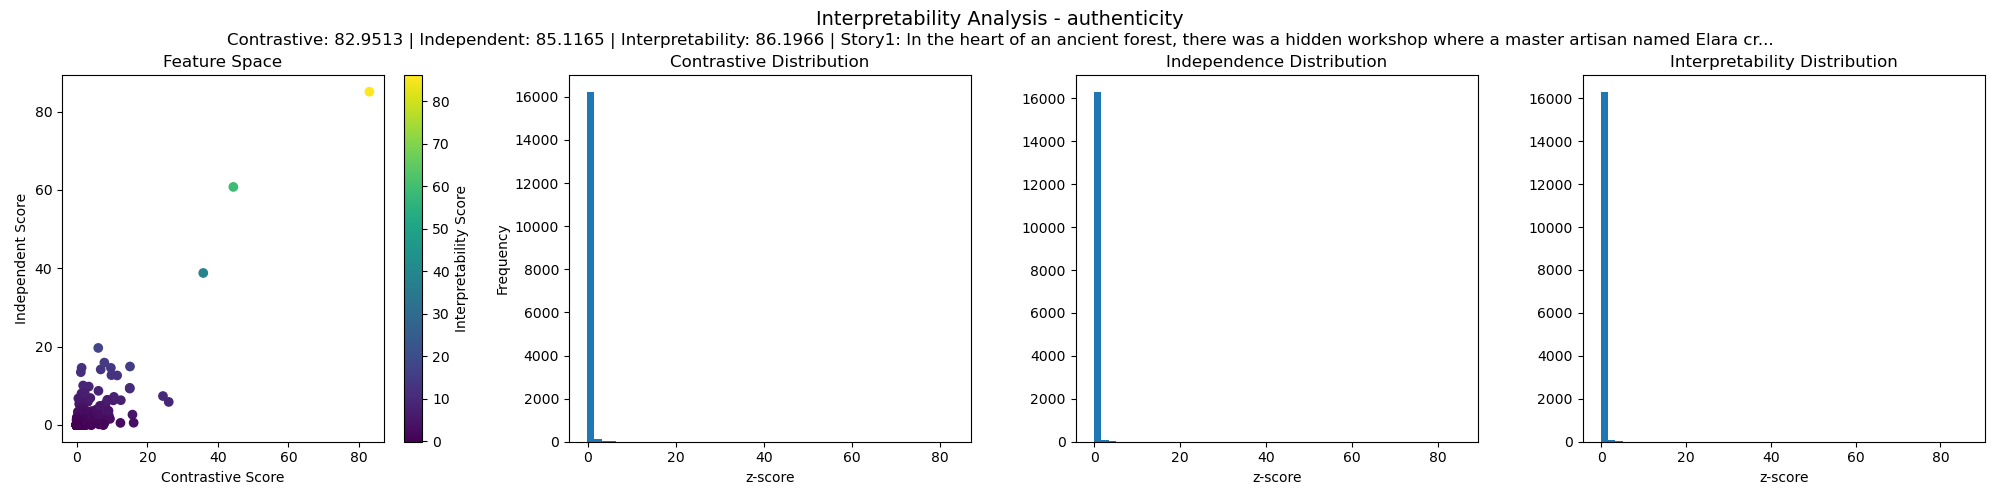 Interpretability Analysis - authenticity
Contrastive: 82.9513 | Independent: 85.1165 | Interpretability: 86.1966 | Story1: In the heart of an ancient forest, there was a hidden workshop where a master artisan named Elara cr...
Feature Space
Independent Score
80
60
40
20
0
0 20 40 60 80
Contrastive Score
80
70
60
50
40
30
20
10
0
Interpretability Score
Contrastive Distribution
Frequency
16000
14000
12000
10000
8000
6000
4000
2000
0
0 20 40 60 80
z-score
Independence Distribution
16000
14000
12000
10000
8000
6000
4000
2000
0
0 20 40 60 80
z-score
Interpretability Distribution
16000
14000
12000
10000
8000
6000
4000
2000
0
0 20 40 60 80
z-score